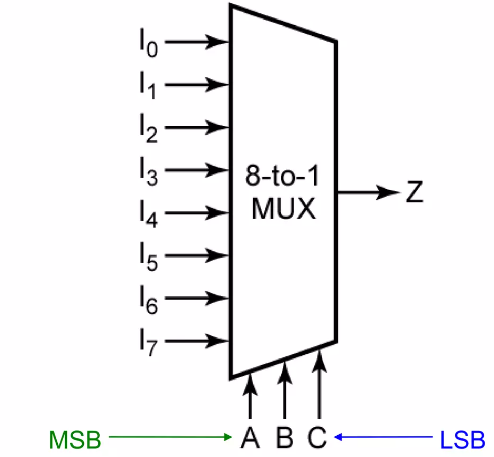 I₀
I₁
I₂
I₃
I₄
I₅
I₆
I₇
8-to-1
MUX
Z
MSB A B C LSB